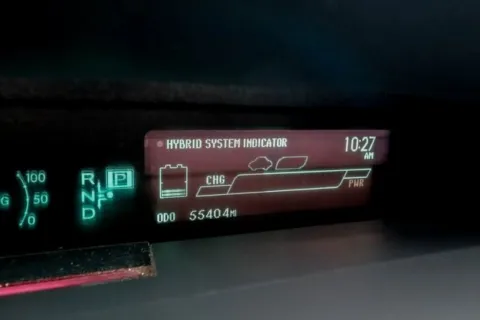 HYBRID SYSTEM INDICATOR
10:27
AM
100
50
0
G
R
N
D
P
CHG
PWR
ODO 55404MI